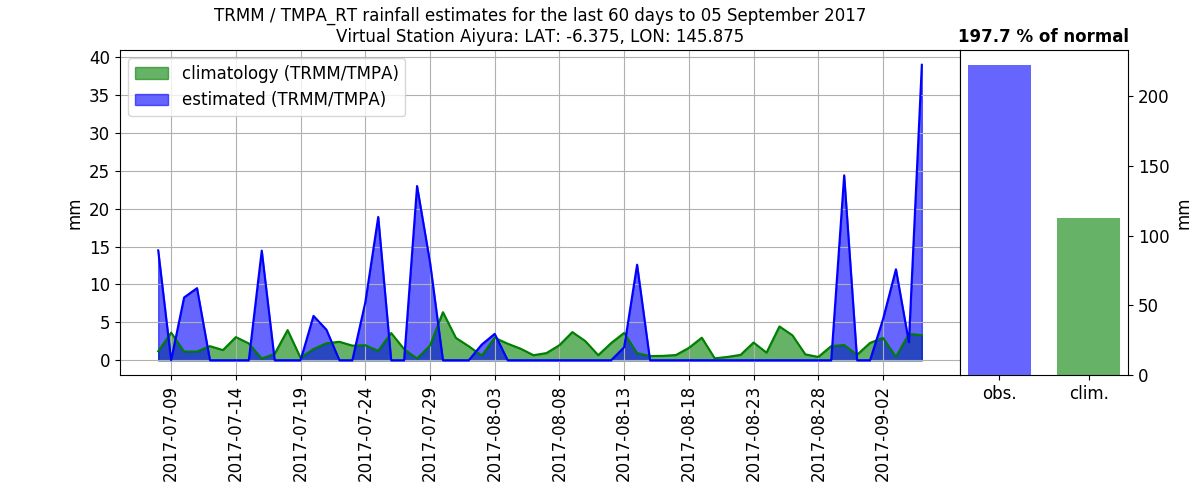 TRMM / TMPA_RT rainfall estimates for the last 60 days to 05 September 2017
Virtual Station Aiyura: LAT: -6.375, LON: 145.875
197.7 % of normal
climatology (TRMM/TMPA)
estimated (TRMM/TMPA)
40
35
30
25
20
15
10
5
0
mm
2017-07-09
2017-07-14
2017-07-19
2017-07-24
2017-07-29
2017-08-03
2017-08-08
2017-08-13
2017-08-18
2017-08-23
2017-08-28
2017-09-02
200
150
100
50
0
mm
obs.
clim.